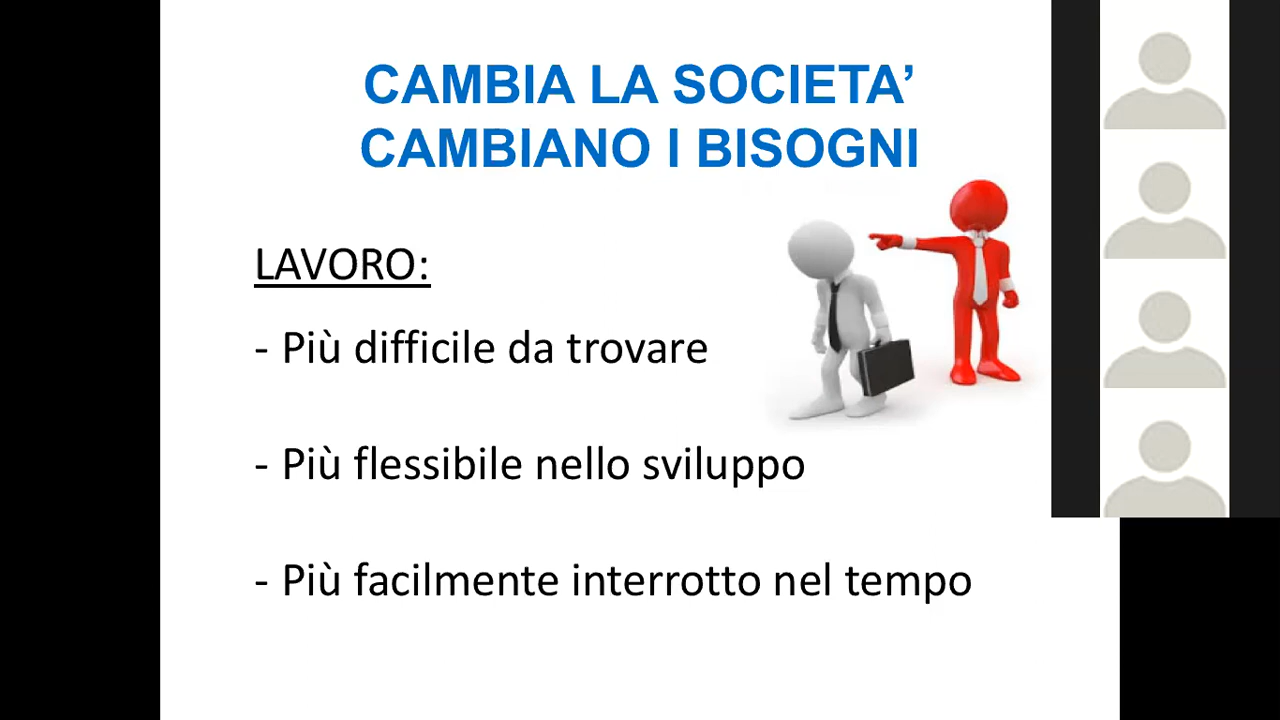 CAMBIA LA SOCIETA’
CAMBIANO I BISOGNI
LAVORO:
- Più difficile da trovare
- Più flessibile nello sviluppo
- Più facilmente interrotto nel tempo